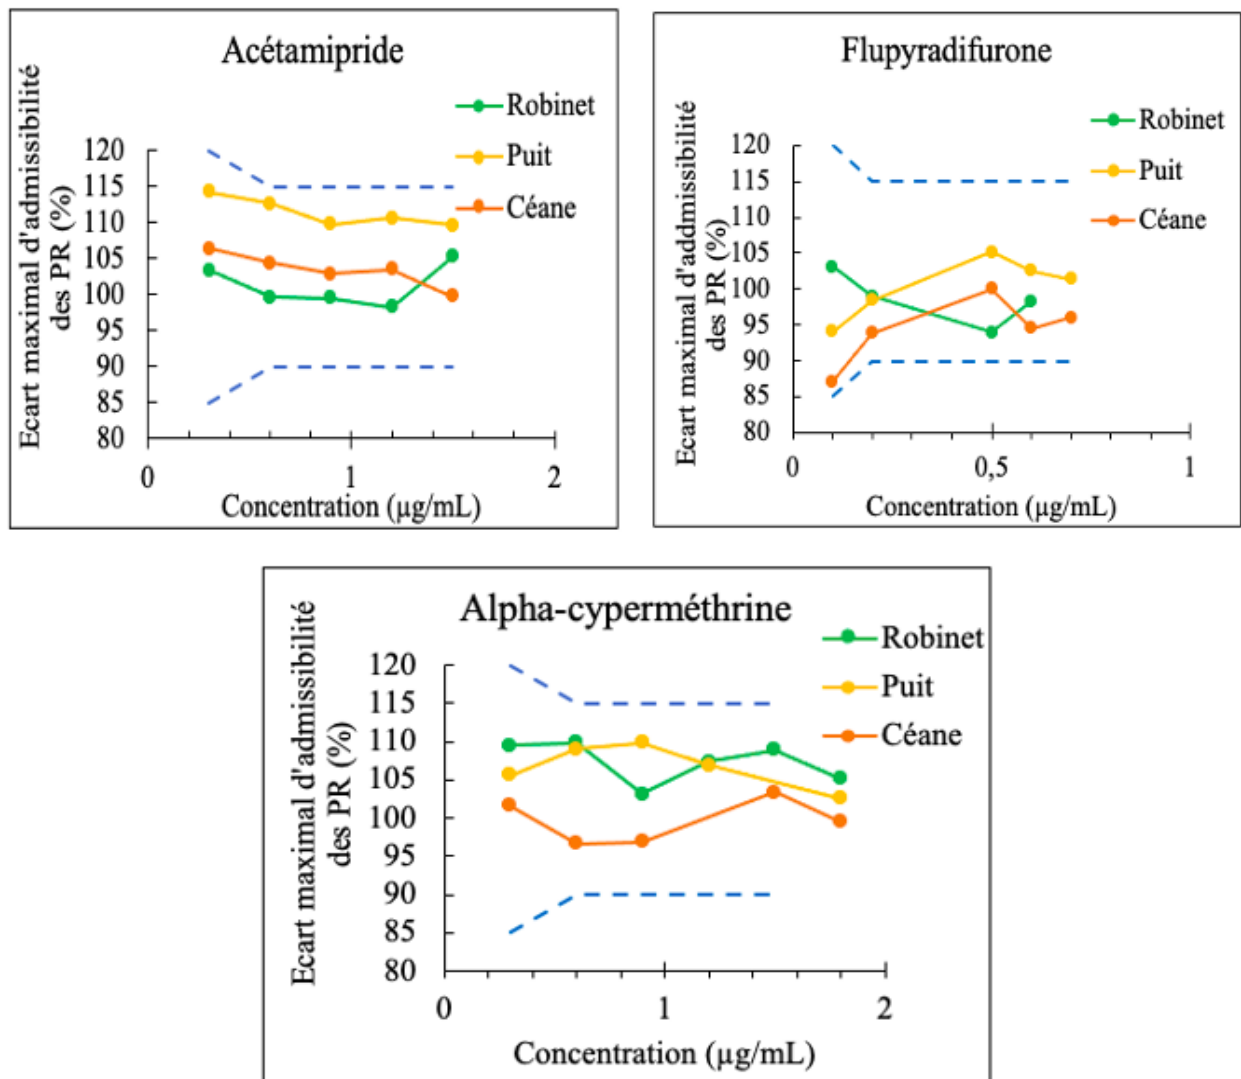 Acétamipride
Ecart maximal d'admissibilité
des PR (%)
Robinet
Puit
Céane
120
115
110
105
100
95
90
85
80
0
1
2
Concentration (µg/mL)
Flupyradifurone
Ecart maximal d'addmissibilité
des PR (%)
Robinet
Puit
Céane
120
115
110
105
100
95
90
85
80
0
0,5
1
Concentration (µg/mL)
Alpha-cyperméthrine
Ecart maximal d'admissibilité
des PR (%)
Robinet
Puit
Céane
120
115
110
105
100
95
90
85
80
0
1
2
Concentration (µg/mL)